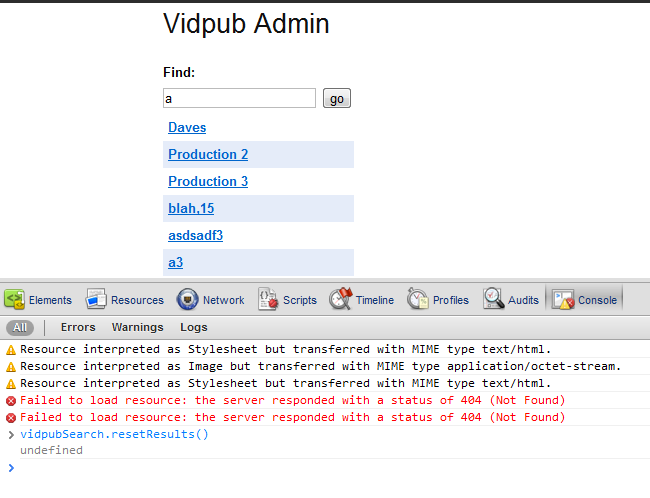 Vidpub Admin
Find:
a go
Daves
Production 2
Production 3
blah,15
asdsadf3
a3
Elements Resources Network Scripts Timeline Profiles Audits Console
All Errors Warnings Logs
Resource interpreted as Stylesheet but transferred with MIME type text/html.
Resource interpreted as Image but transferred with MIME type application/octet-stream.
Resource interpreted as Stylesheet but transferred with MIME type text/html.
Failed to load resource: the server responded with a status of 404 (Not Found)
Failed to load resource: the server responded with a status of 404 (Not Found)
> vidpubSearch.resetResults()
undefined
>